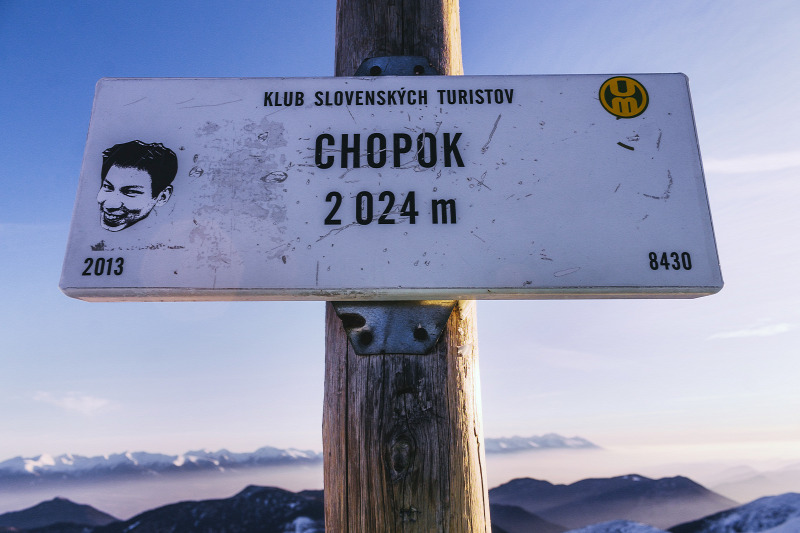 KLUB SLOVENSKÝCH TURISTOV
CHOPOK
2 024 m
2013
8430